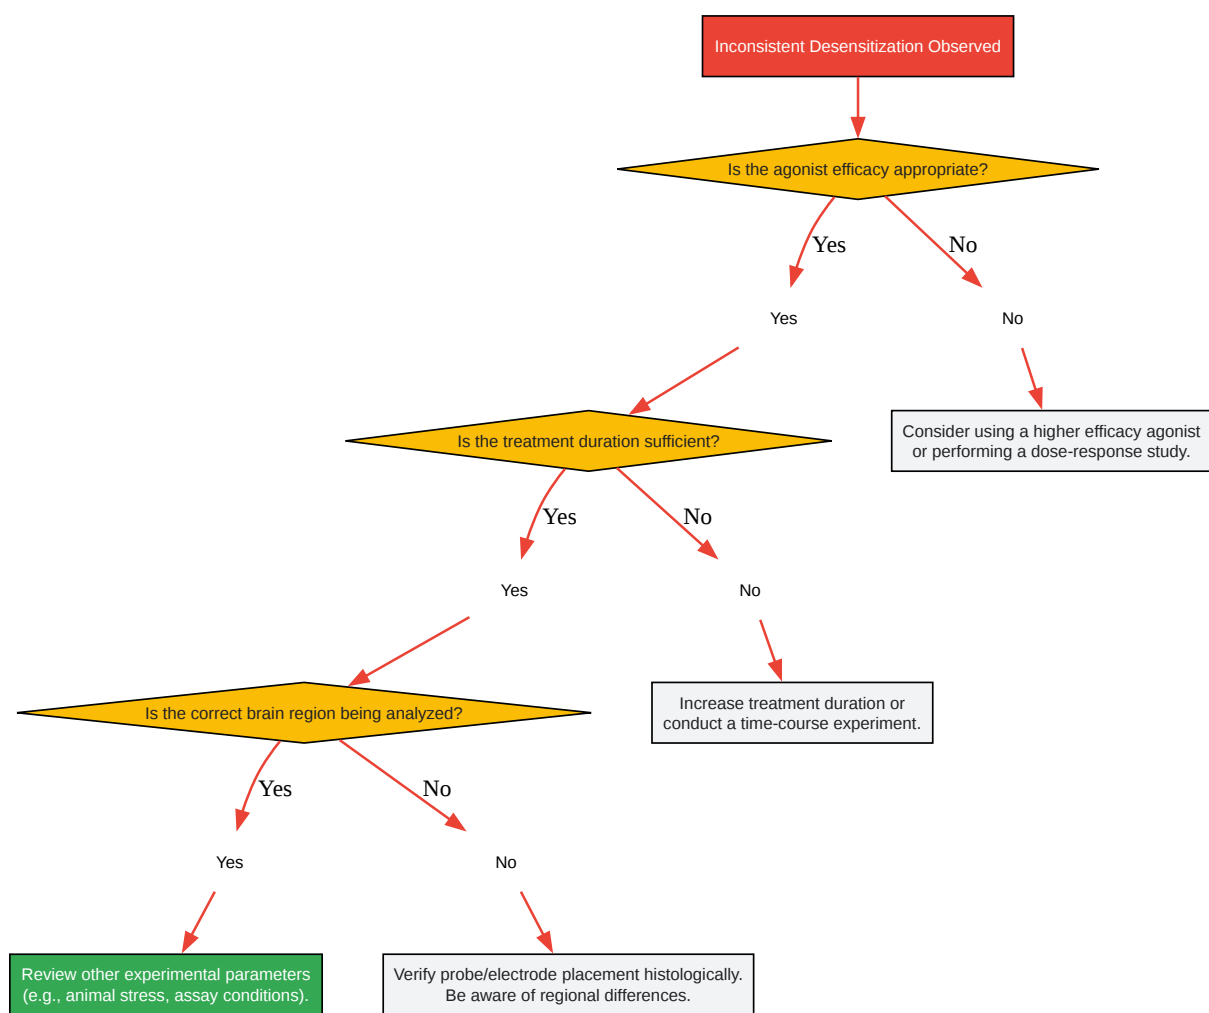 Inconsistent Desensitization Observed
Is the agonist efficacy appropriate?
Yes
No
Yes
No
Is the treatment duration sufficient?
Consider using a higher efficacy agonist
or performing a dose-response study.
Yes
No
Yes
No
Is the correct brain region being analyzed?
Increase treatment duration or
conduct a time-course experiment.
Yes
No
Yes
No
Review other experimental parameters
(e.g., animal stress, assay conditions).
Verify probe/electrode placement histologically.
Be aware of regional differences.